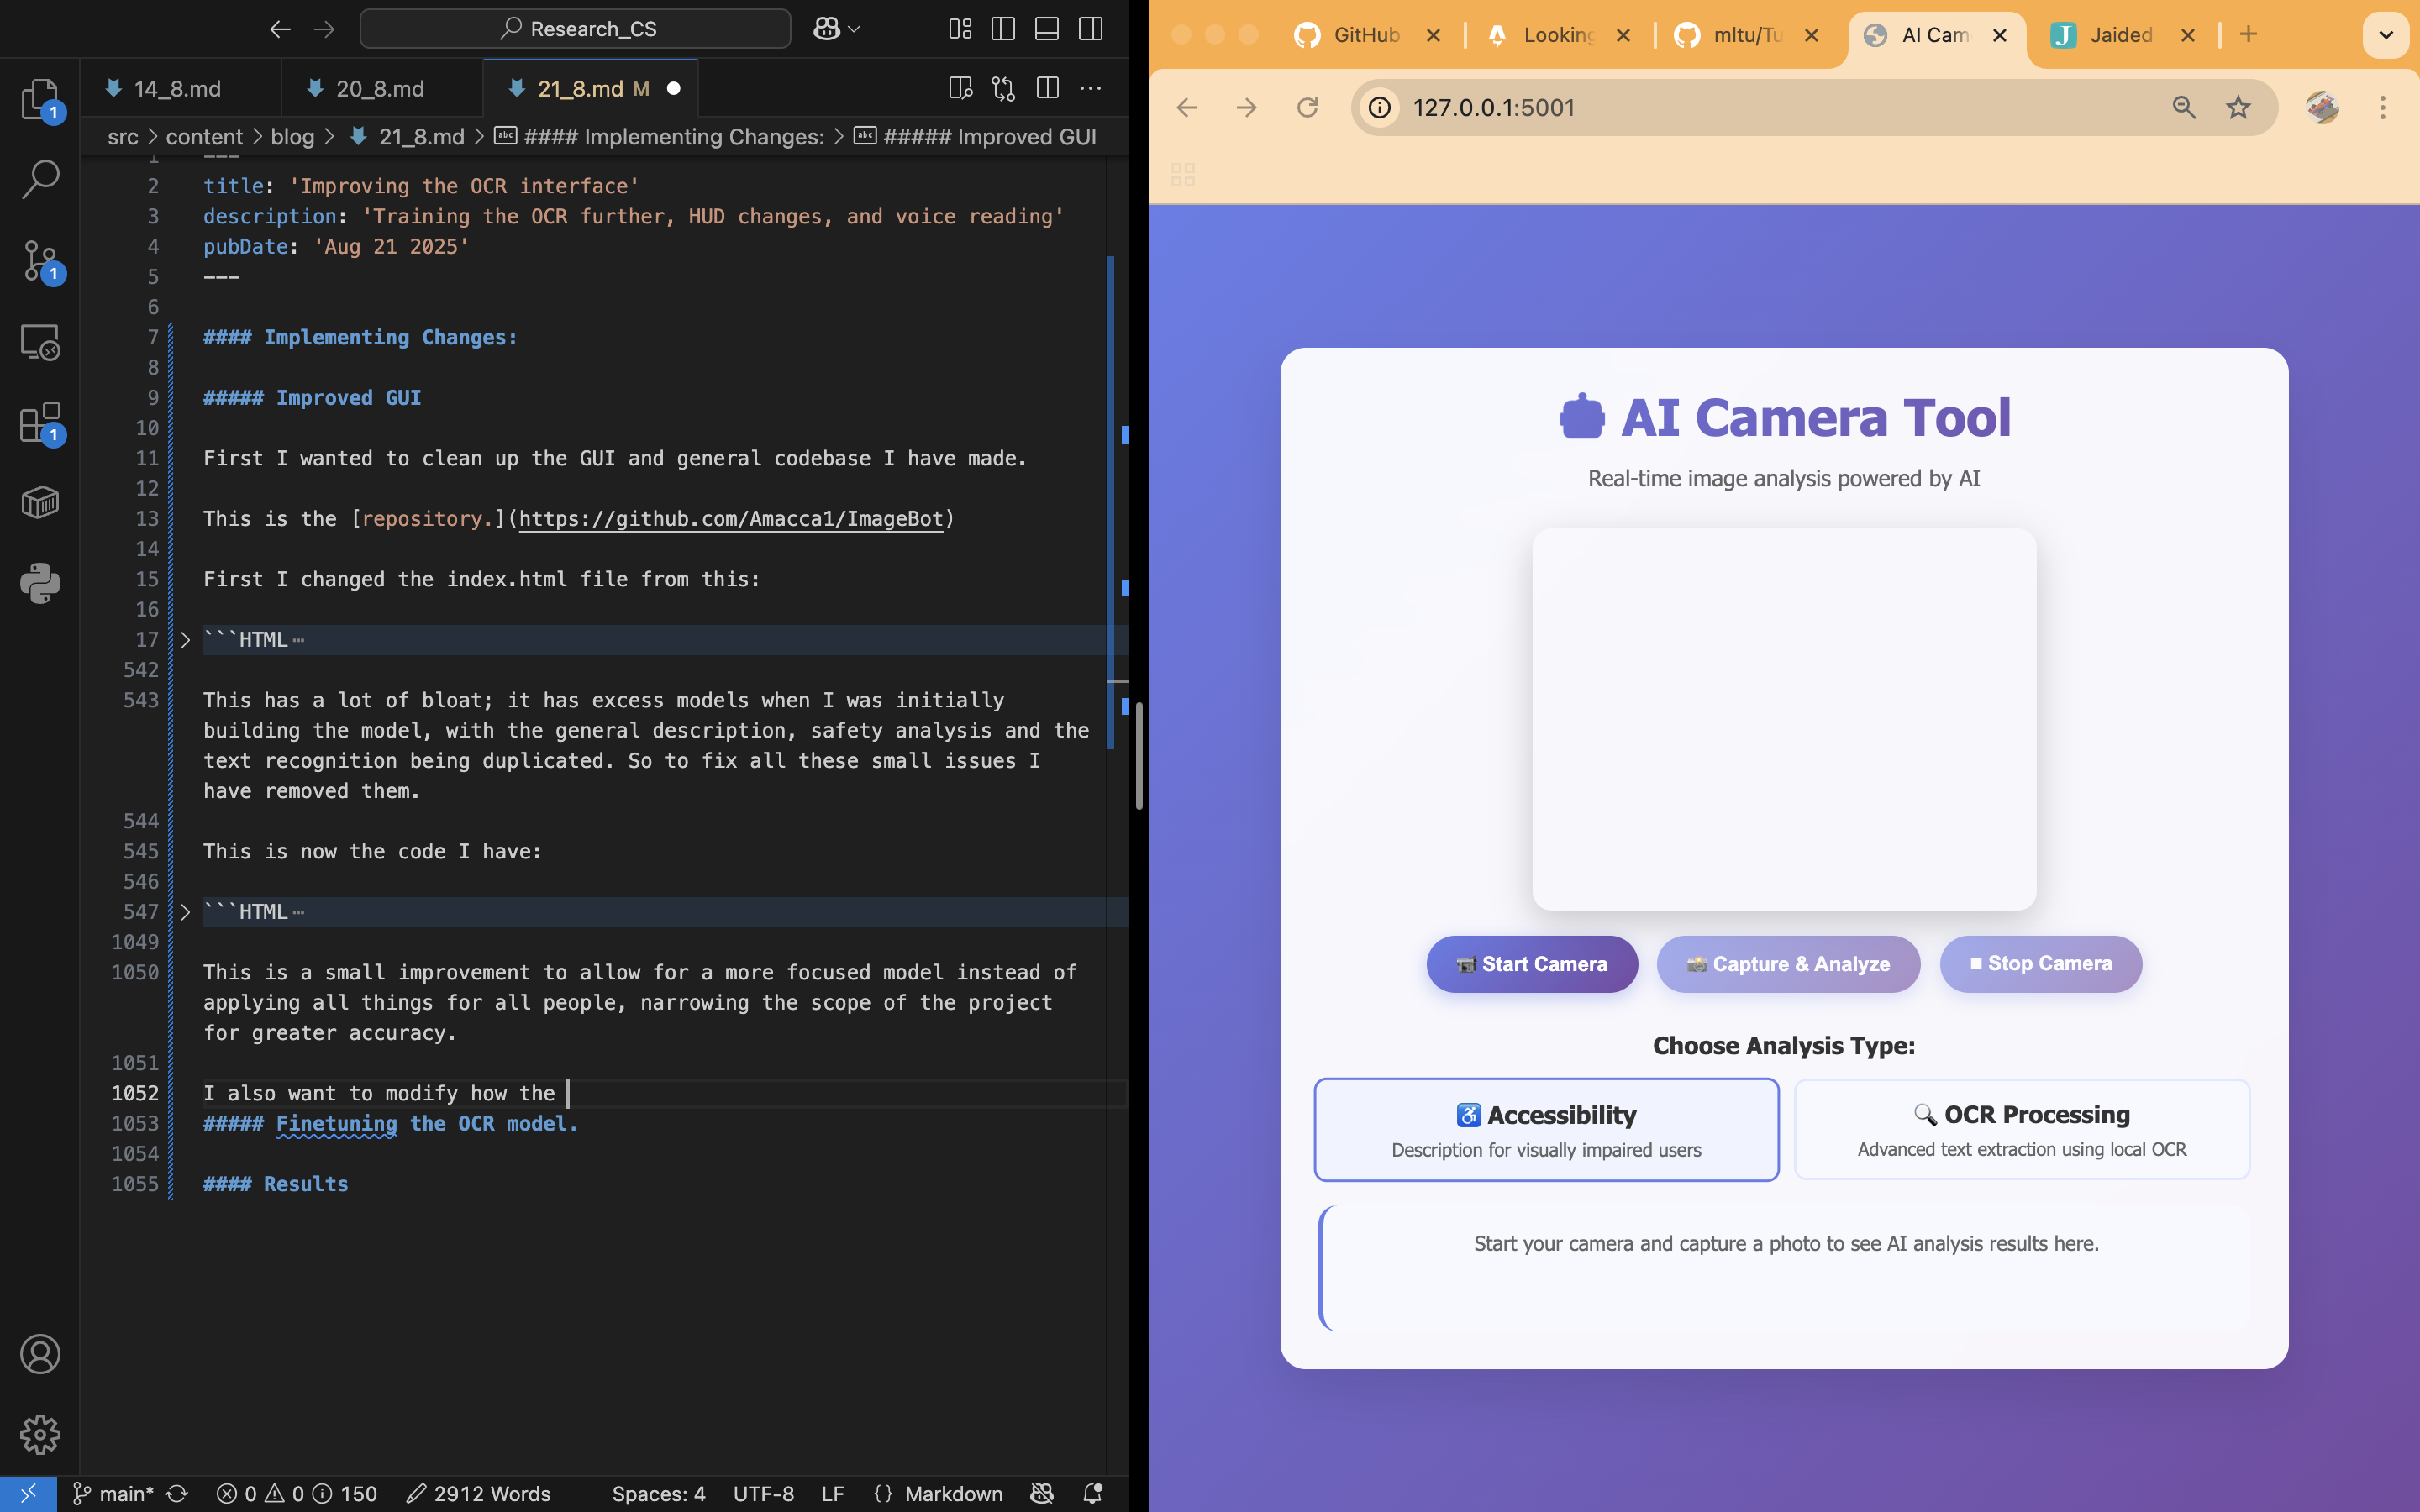 Research_CS
14_8.md
20_8.md
21_8.md M
src > content > blog > 21_8.md > #### Implementing Changes: > ##### Improved GUI
1 ---
2 title: 'Improving the OCR interface'
3 description: 'Training the OCR further, HUD changes, and voice reading'
4 pubDate: 'Aug 21 2025'
5 ---
6
7 #### Implementing Changes:
8
9 ##### Improved GUI
10
11 First I wanted to clean up the GUI and general codebase I have made.
12
13 This is the [repository.](https://github.com/Amacca1/ImageBot)
14
15 First I changed the index.html file from this:
16
17 ```HTML…
542
543 This has a lot of bloat; it has excess models when I was initially
building the model, with the general description, safety analysis and the
text recognition being duplicated. So to fix all these small issues I
have removed them.
544
545 This is now the code I have:
546
547 ```HTML…
1049
1050 This is a small improvement to allow for a more focused model instead of
applying all things for all people, narrowing the scope of the project
for greater accuracy.
1051
1052 I also want to modify how the
1053 ##### Finetuning the OCR model.
1054
1055 #### Results
1
1
1
main* 0 0 150 2912 Words Spaces: 4 UTF-8 LF {} Markdown
GitHub
Looking
mltu/Tu
AI Cam
J Jaided
127.0.0.1:5001
AI Camera Tool
Real-time image analysis powered by AI
Start Camera
Capture & Analyze
Stop Camera
Choose Analysis Type:
Accessibility
Description for visually impaired users
OCR Processing
Advanced text extraction using local OCR
Start your camera and capture a photo to see AI analysis results here.